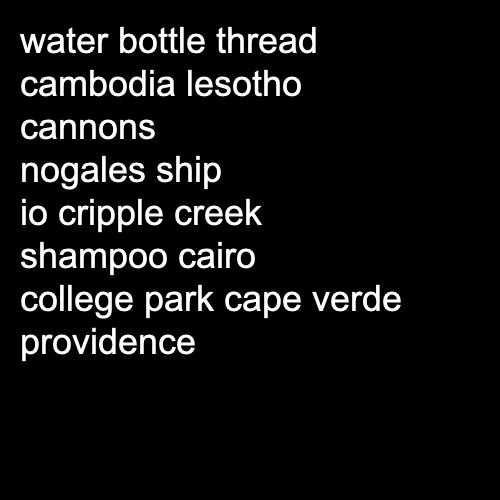 water bottle thread
cambodia lesotho
cannons
nogales ship
io cripple creek
shampoo cairo
college park cape verde
providence